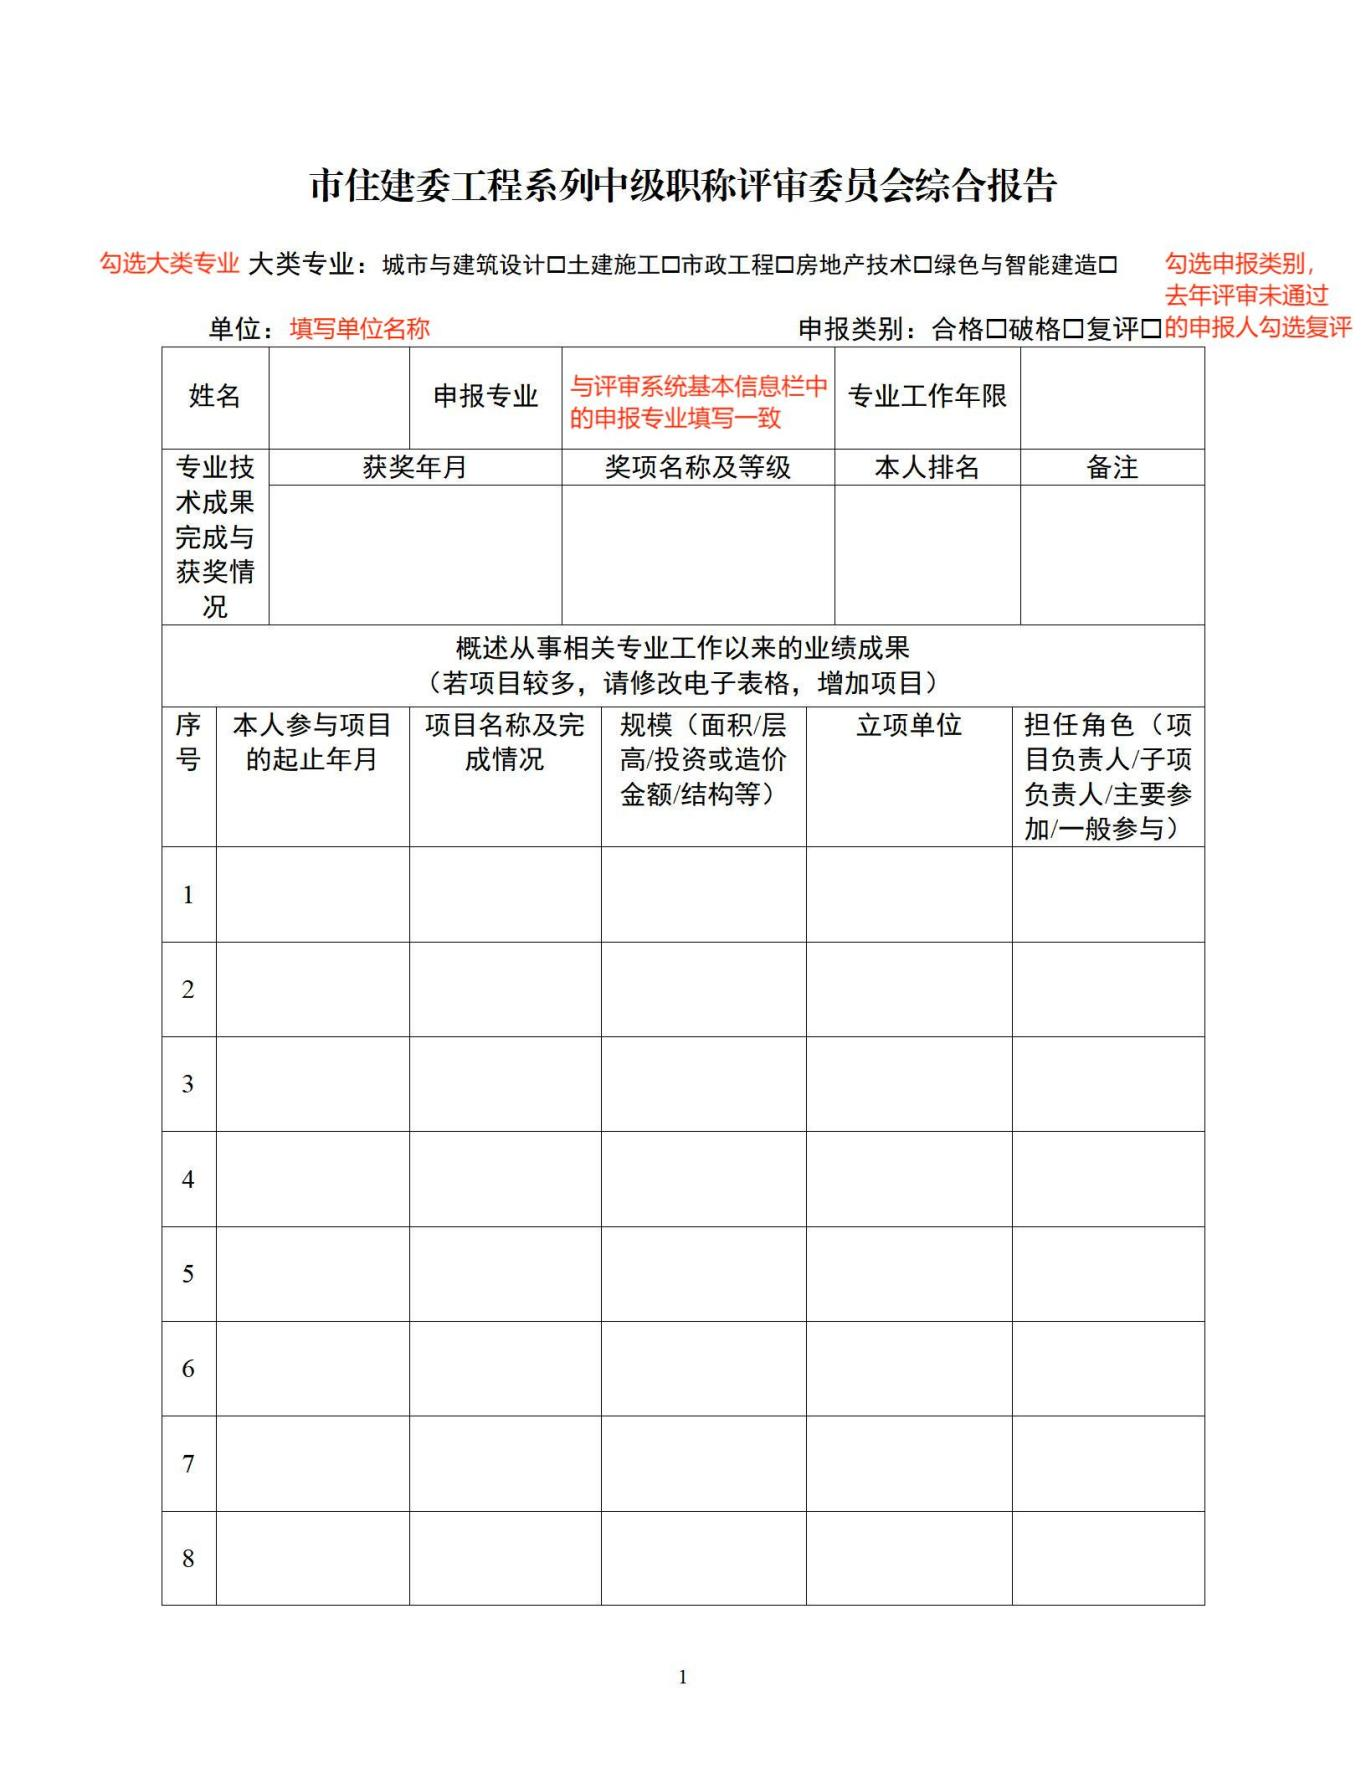 市住建委工程系列中级职称评审委员会综合报告
勾选大类专业 大类专业：城市与建筑设计□土建施工□市政工程□房地产技术□绿色与智能建造□
勾选申报类别，
去年评审未通过
的申报人勾选复评
单位：填写单位名称 申报类别：合格□破格□复评□
姓名 申报专业 与评审系统基本信息栏中
的申报专业填写一致
专业工作年限
专业技
术成果
完成与
获奖情
况
获奖年月 奖项名称及等级 本人排名 备注
概述从事相关专业工作以来的业绩成果
（若项目较多，请修改电子表格，增加项目）
序
号
本人参与项目
的起止年月
项目名称及完
成情况
规模（面积/层
高/投资或造价
金额/结构等）
立项单位
担任角色（项
目负责人/子项
负责人/主要参
加/一般参与）
1
2
3
4
5
6
7
8
1